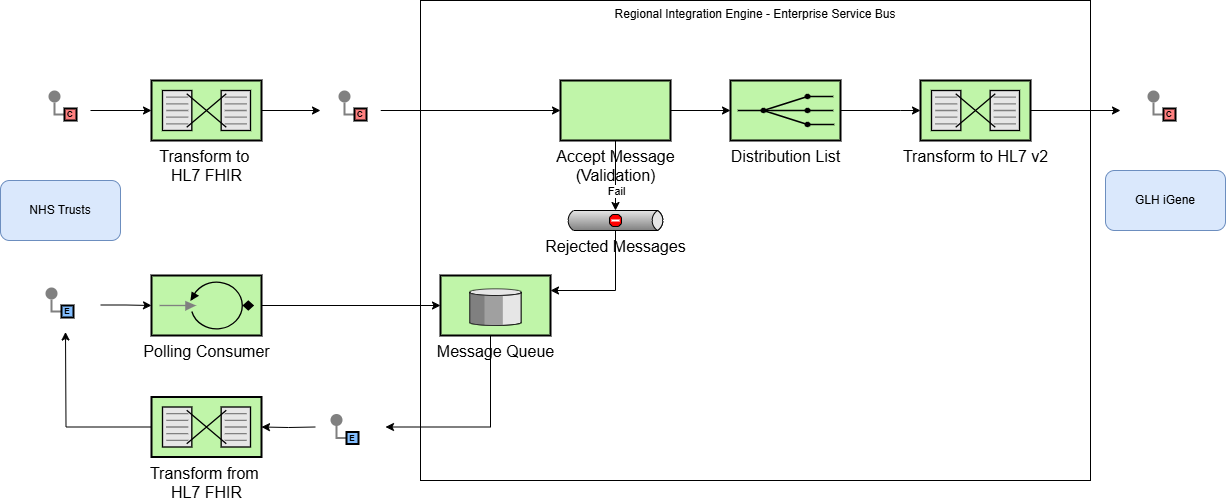 Regional Integration Engine - Enterprise Service Bus
C
C
C
Transform to
HL7 FHIR
Accept Message
(Validation)
Distribution List
Transform to HL7 v2
Fail
NHS Trusts
GLH iGene
Rejected Messages
E
Polling Consumer
Message Queue
E
Transform from
HL7 FHIR